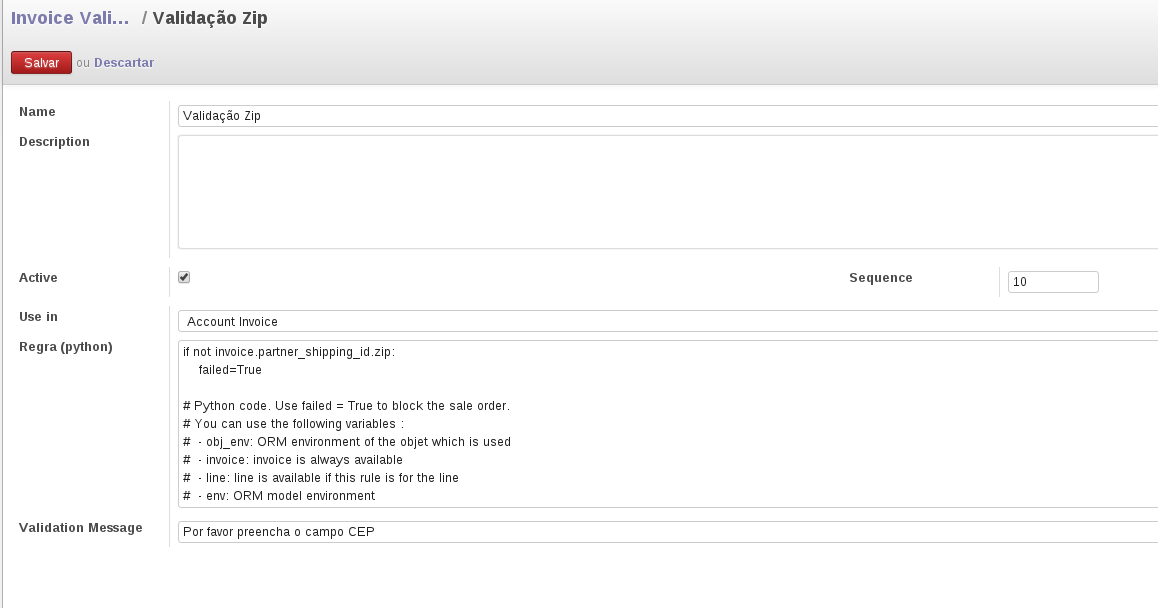 Invoice Vali... / Validação Zip
Salvar ou Descartar
Name
Validação Zip
Description
Active
Sequence
10
Use in
Account Invoice
Regra (python)
if not invoice.partner_shipping_id.zip:
    failed=True
# Python code. Use failed = True to block the sale order.
# You can use the following variables :
#  - obj_env: ORM environment of the objet which is used
#  - invoice: invoice is always available
#  - line: line is available if this rule is for the line
#  - env: ORM model environment
Validation Message
Por favor preencha o campo CEP